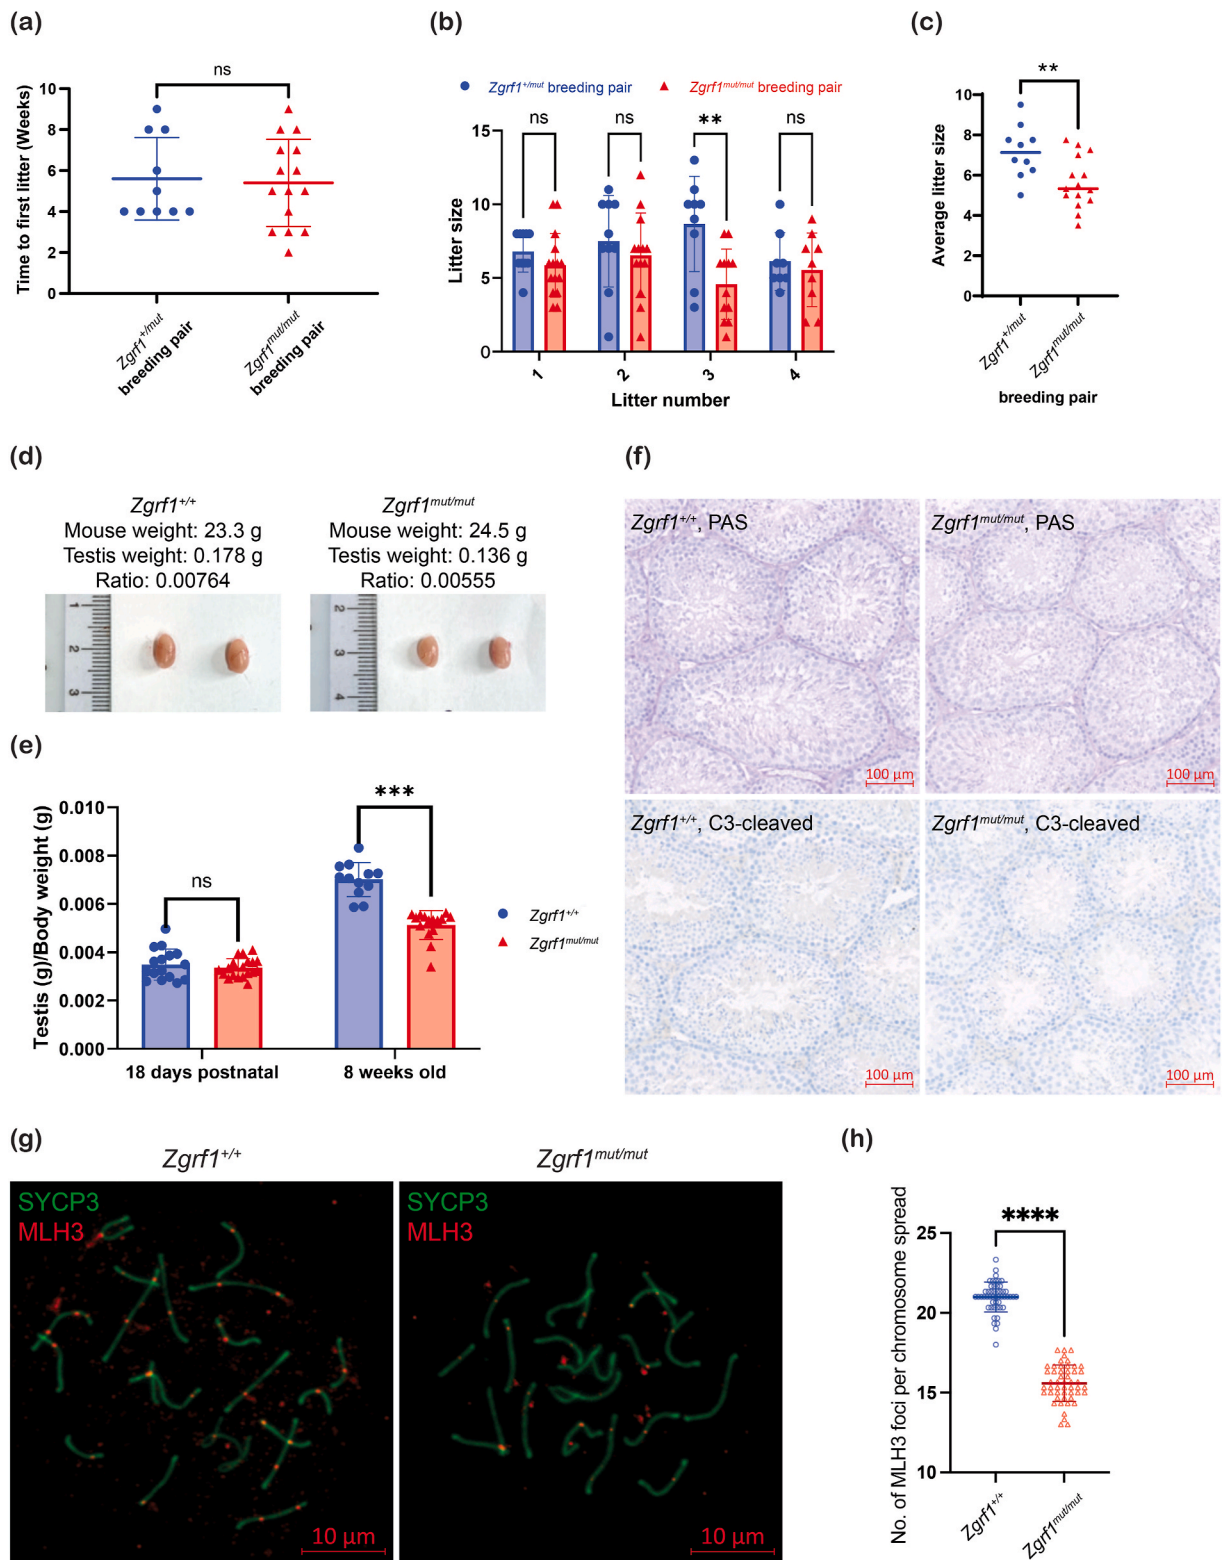 (a)
ns
Time to first litter (Weeks)
10
8
6
4
2
0
Zgrf1+/mut
breeding pair
Zgrf1mut/mut
breeding pair
(b)
Zgrf1+/mut breeding pair
Zgrf1mut/mut breeding pair
ns
ns
**
ns
Litter size
15
10
5
0
1
2
3
4
Litter number
(c)
**
Average litter size
10
8
6
4
2
0
Zgrf1+/mut
Zgrf1mut/mut
breeding pair
(d)
Zgrf1+/+
Mouse weight: 23.3 g
Testis weight: 0.178 g
Ratio: 0.00764
1
2
3
Zgrf1mut/mut
Mouse weight: 24.5 g
Testis weight: 0.136 g
Ratio: 0.00555
2
3
4
(e)
Testis (g)/Body weight (g)
0.010
0.008
0.006
0.004
0.002
0.000
ns
***
18 days postnatal
8 weeks old
Zgrf1+/+
Zgrf1mut/mut
(f)
Zgrf1+/+, PAS
100 µm
Zgrf1mut/mut, PAS
100 µm
Zgrf1+/+, C3-cleaved
100 µm
Zgrf1mut/mut, C3-cleaved
100 µm
(g)
Zgrf1+/+
SYCP3
MLH3
10 µm
Zgrf1mut/mut
SYCP3
MLH3
10 µm
(h)
No. of MLH3 foci per chromosome spread
25
20
15
10
****
Zgrf1+/+
Zgrf1mut/mut